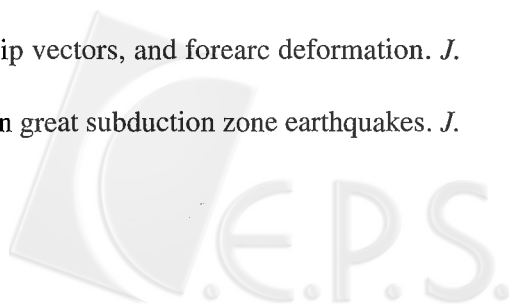 ip vectors, and forearc deformation. J.
n great subduction zone earthquakes. J.
C.E.P.S.